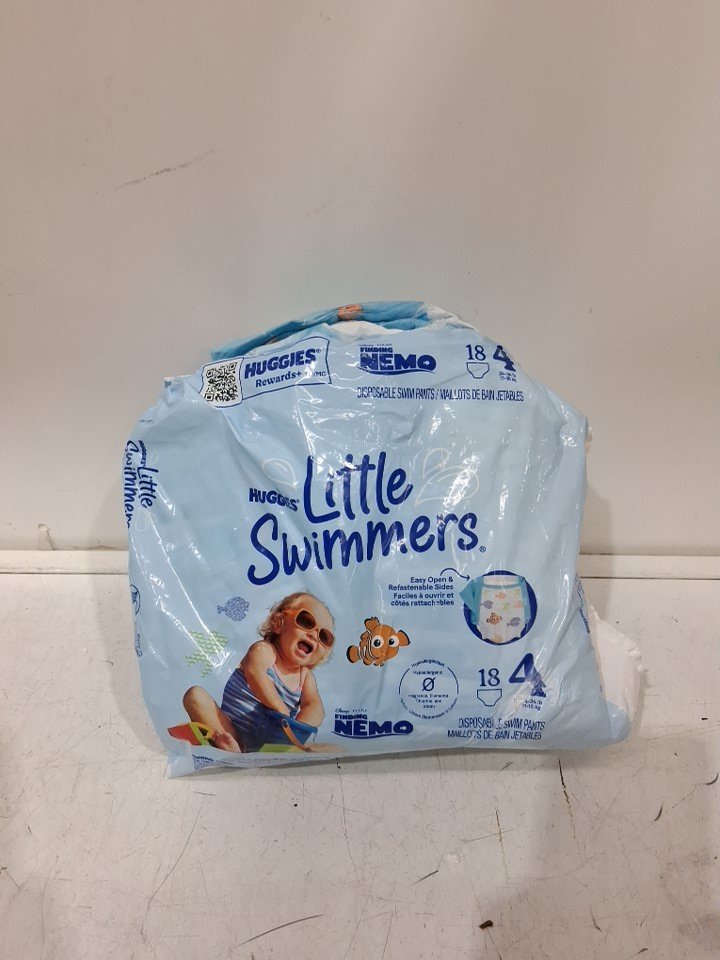 HUGGIES®
Rewards+
FINDING
NEMO
18 4
DISPOSABLE SWIM PANTS / MAILLOTS DE BAIN JETABLES
Little
HUGGIES®
Swimmers®
Little
Swimmers
Easy Open &
Refastenable Sides
Faciles à ouvrir et
côtés rattachables
Hypoallergenic
18 4
FINDING
NEMO
DISPOSABLE SWIM PANTS
MAILLOTS DE BAIN JETABLES